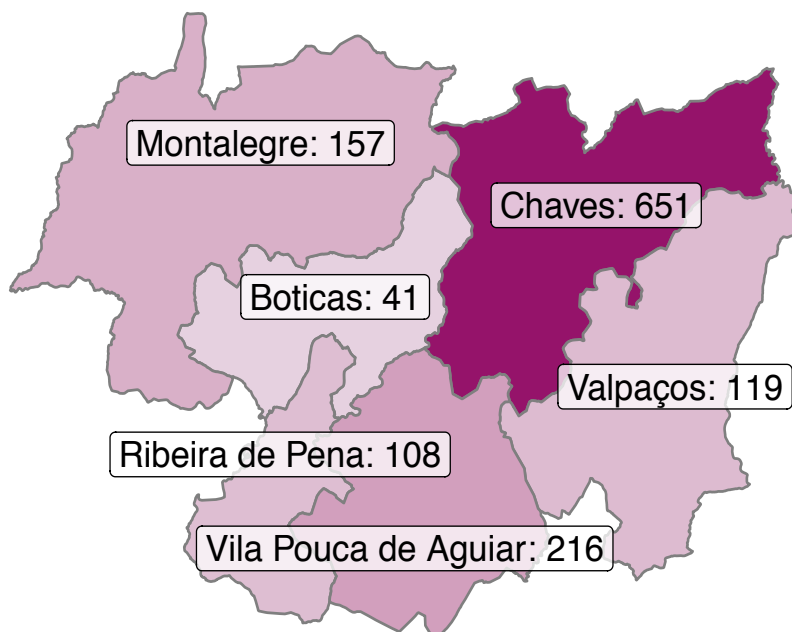 Montalegre: 157
Chaves: 651
Boticas: 41
Valpaços: 119
Ribeira de Pena: 108
Vila Pouca de Aguiar: 216